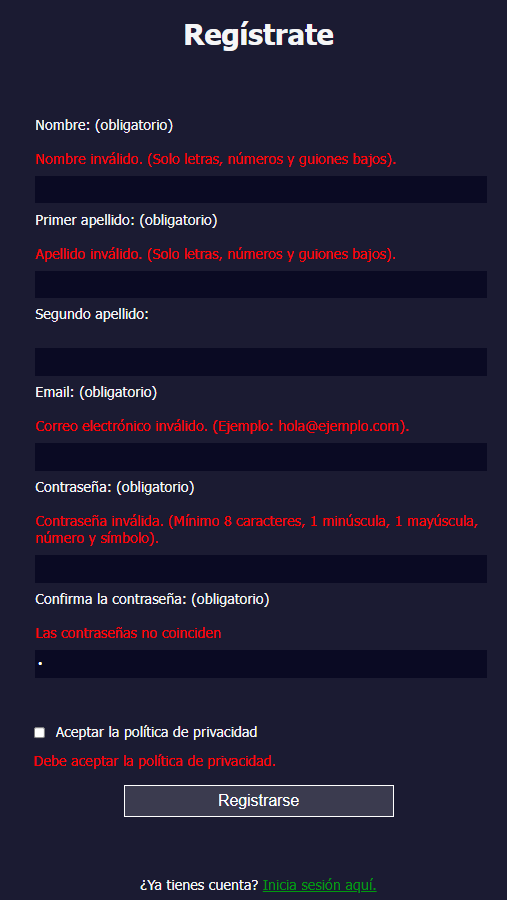 Regístrate
Nombre: (obligatorio)
Nombre inválido. (Solo letras, números y guiones bajos).
Primer apellido: (obligatorio)
Apellido inválido. (Solo letras, números y guiones bajos).
Segundo apellido:
Email: (obligatorio)
Correo electrónico inválido. (Ejemplo: hola@ejemplo.com).
Contraseña: (obligatorio)
Contraseña inválida. (Mínimo 8 caracteres, 1 minúscula, 1 mayúscula,
número y símbolo).
Confirma la contraseña: (obligatorio)
Las contraseñas no coinciden
•
Aceptar la política de privacidad
Debe aceptar la política de privacidad.
Registrarse
¿Ya tienes cuenta? Inicia sesión aquí.